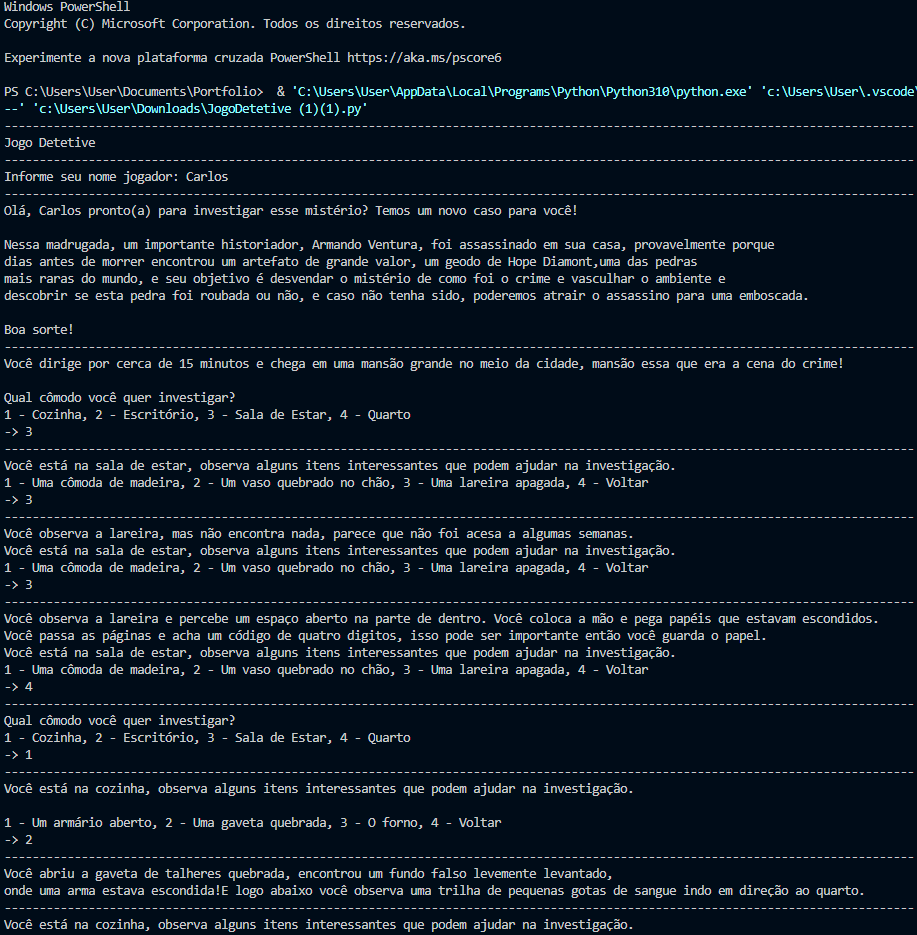 Windows PowerShell
Copyright (C) Microsoft Corporation. Todos os direitos reservados.
Experimente a nova plataforma cruzada PowerShell https://aka.ms/pscore6
PS C:\Users\User\Documents\Portfolio>  & 'C:\Users\User\AppData\Local\Programs\Python\Python310\python.exe' 'c:\Users\User\.vscode\
--' 'c:\Users\User\Downloads\JogoDetetive (1)(1).py'
--------------------------------------------------------------------------------------------------------------------------------
Jogo Detetive
--------------------------------------------------------------------------------------------------------------------------------
Informe seu nome jogador: Carlos
--------------------------------------------------------------------------------------------------------------------------------
Olá, Carlos pronto(a) para investigar esse mistério? Temos um novo caso para você!
Nessa madrugada, um importante historiador, Armando Ventura, foi assassinado em sua casa, provavelmente porque
dias antes de morrer encontrou um artefato de grande valor, um geodo de Hope Diamont,uma das pedras
mais raras do mundo, e seu objetivo é desvendar o mistério de como foi o crime e vasculhar o ambiente e
descobrir se esta pedra foi roubada ou não, e caso não tenha sido, poderemos atrair o assassino para uma emboscada.
Boa sorte!
--------------------------------------------------------------------------------------------------------------------------------
Você dirige por cerca de 15 minutos e chega em uma mansão grande no meio da cidade, mansão essa que era a cena do crime!
Qual cômodo você quer investigar?
1 - Cozinha, 2 - Escritório, 3 - Sala de Estar, 4 - Quarto
-> 3
--------------------------------------------------------------------------------------------------------------------------------
Você está na sala de estar, observa alguns itens interessantes que podem ajudar na investigação.
1 - Uma cômoda de madeira, 2 - Um vaso quebrado no chão, 3 - Uma lareira apagada, 4 - Voltar
-> 3
--------------------------------------------------------------------------------------------------------------------------------
Você observa a lareira, mas não encontra nada, parece que não foi acesa a algumas semanas.
Você está na sala de estar, observa alguns itens interessantes que podem ajudar na investigação.
1 - Uma cômoda de madeira, 2 - Um vaso quebrado no chão, 3 - Uma lareira apagada, 4 - Voltar
-> 3
--------------------------------------------------------------------------------------------------------------------------------
Você observa a lareira e percebe um espaço aberto na parte de dentro. Você coloca a mão e pega papéis que estavam escondidos.
Você passa as páginas e acha um código de quatro digitos, isso pode ser importante então você guarda o papel.
Você está na sala de estar, observa alguns itens interessantes que podem ajudar na investigação.
1 - Uma cômoda de madeira, 2 - Um vaso quebrado no chão, 3 - Uma lareira apagada, 4 - Voltar
-> 4
--------------------------------------------------------------------------------------------------------------------------------
Qual cômodo você quer investigar?
1 - Cozinha, 2 - Escritório, 3 - Sala de Estar, 4 - Quarto
-> 1
--------------------------------------------------------------------------------------------------------------------------------
Você está na cozinha, observa alguns itens interessantes que podem ajudar na investigação.
1 - Um armário aberto, 2 - Uma gaveta quebrada, 3 - O forno, 4 - Voltar
-> 2
--------------------------------------------------------------------------------------------------------------------------------
Você abriu a gaveta de talheres quebrada, encontrou um fundo falso levemente levantado,
onde uma arma estava escondida!E logo abaixo você observa uma trilha de pequenas gotas de sangue indo em direção ao quarto.
--------------------------------------------------------------------------------------------------------------------------------
Você está na cozinha, observa alguns itens interessantes que podem ajudar na investigação.